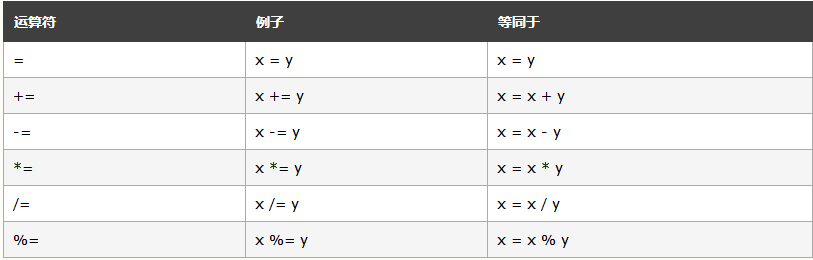 运算符 例子 等同于
= x = y x = y
+= x += y x = x + y
-= x -= y x = x - y
*= x *= y x = x * y
/= x /= y x = x / y
%= x %= y x = x % y